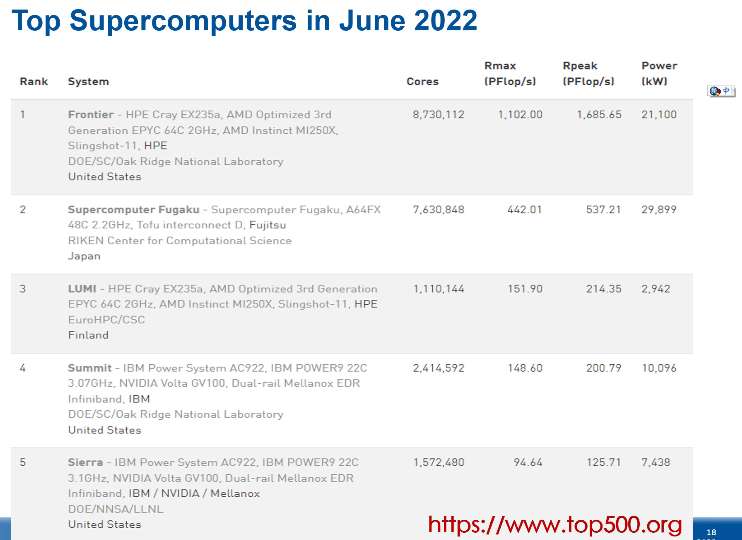 Top Supercomputers in June 2022
Rank System Cores Rmax (PFlop/s) Rpeak (PFlop/s) Power (kW)
1 Frontier - HPE Cray EX235a, AMD Optimized 3rd 8,730,112 1,102.00 1,685.65 21,100
Generation EPYC 64C 2GHz, AMD Instinct MI250X,
Slingshot-11, HPE
DOE/SC/Oak Ridge National Laboratory
United States
2 Supercomputer Fugaku - Supercomputer Fugaku, A64FX 7,630,848 442.01 537.21 29,899
48C 2.2GHz, Tofu interconnect D, Fujitsu
RIKEN Center for Computational Science
Japan
3 LUMI - HPE Cray EX235a, AMD Optimized 3rd Generation 1,110,144 151.90 214.35 2,942
EPYC 64C 2GHz, AMD Instinct MI250X, Slingshot-11, HPE
EuroHPC/CSC
Finland
4 Summit - IBM Power System AC922, IBM POWER9 22C 2,414,592 148.60 200.79 10,096
3.07GHz, NVIDIA Volta GV100, Dual-rail Mellanox EDR
Infiniband, IBM
DOE/SC/Oak Ridge National Laboratory
United States
5 Sierra - IBM Power System AC922, IBM POWER9 22C 1,572,480 94.64 125.71 7,438
3.1GHz, NVIDIA Volta GV100, Dual-rail Mellanox EDR
Infiniband, IBM / NVIDIA / Mellanox
DOE/NNSA/LLNL
United States
https://www.top500.org
18